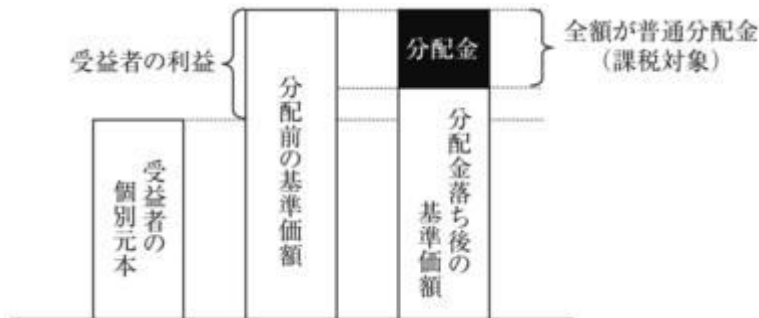 受益者の利益
受益者の
個別元本
分配前の基準価額
分配金
分配金落ち後の
基準価額
全額が普通分配金
（課税対象）